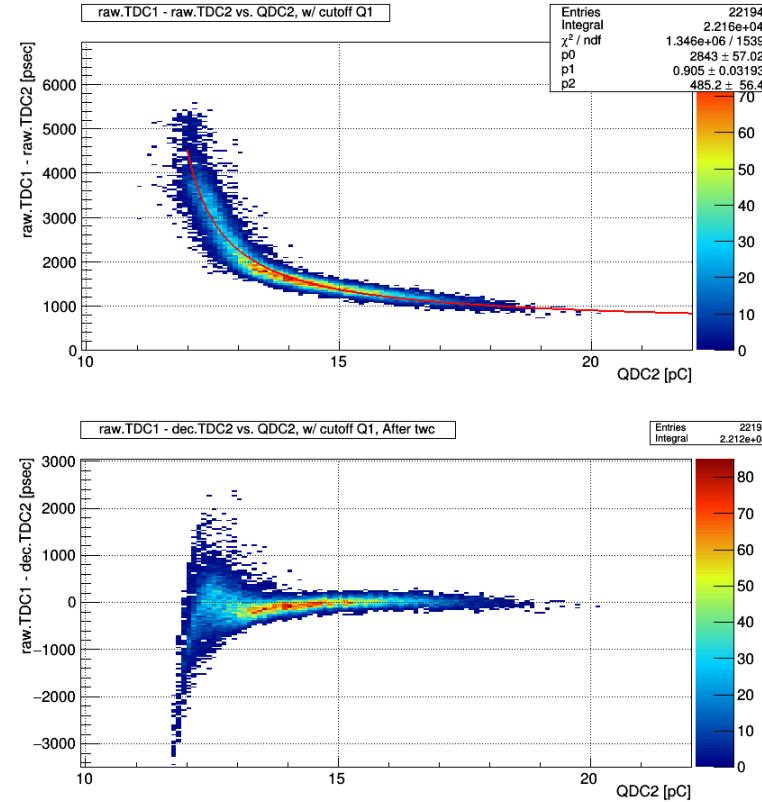 raw.TDC1 - raw.TDC2 vs. QDC2, w/ cutoff Q1
Entries 22194
Integral 2.216e+04
χ² / ndf 1.346e+06 / 1539
p0 2843 ± 57.02
p1 0.905 ± 0.03193
p2 485.2 ± 56.4
raw.TDC1 - raw.TDC2 [psec]
6000
5000
4000
3000
2000
1000
0
10
15
20
QDC2 [pC]
70
60
50
40
30
20
10
0
raw.TDC1 - dec.TDC2 vs. QDC2, w/ cutoff Q1, After twc
Entries 2219
Integral 2.212e+0
raw.TDC1 - dec.TDC2 [psec]
3000
2000
1000
0
−1000
−2000
−3000
10
15
20
QDC2 [pC]
80
70
60
50
40
30
20
10
0